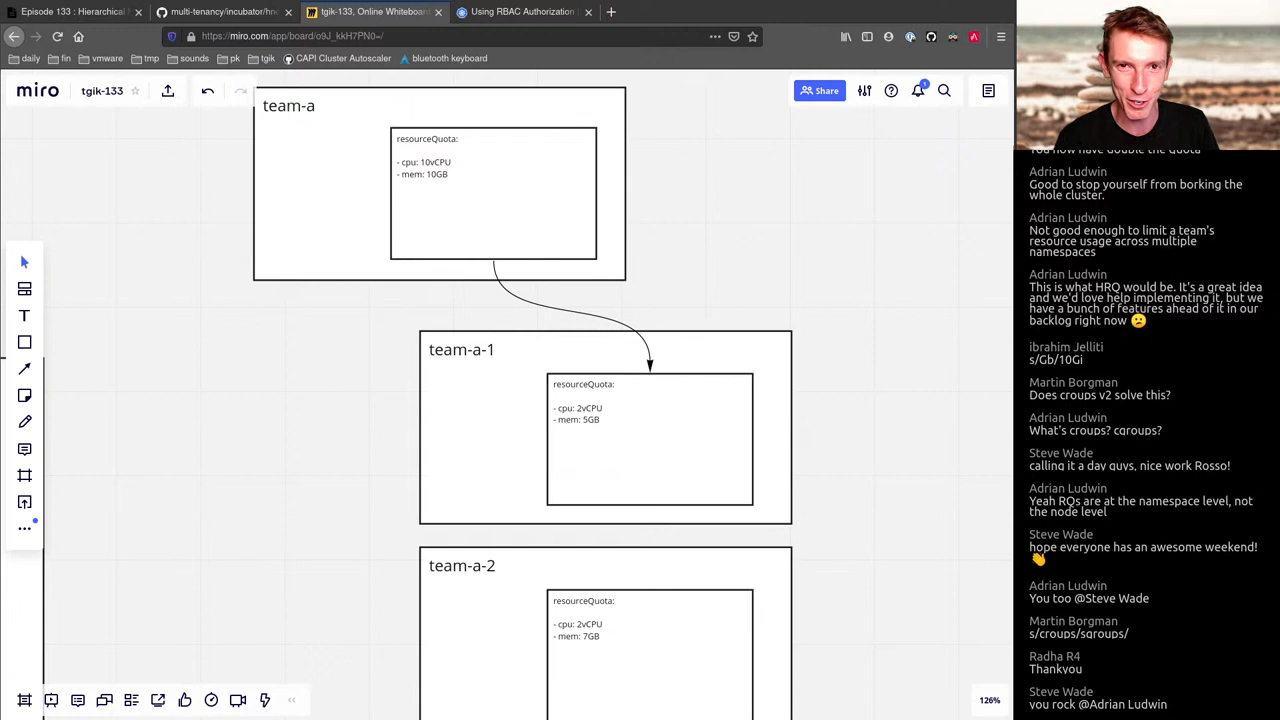 Episode 133 : Hierarchical N
multi-tenancy/incubator/hnc
tgik-133, Online Whiteboard
Using RBAC Authorization |
https://miro.com/app/board/o9J_kkH7PN0=/
daily
fin
vmware
tmp
sounds
pk
tgik
CAPI Cluster Autoscaler
bluetooth keyboard
miro
tgik-133
Share
team-a
resourceQuota:
- cpu: 10vCPU
- mem: 10GB
team-a-1
resourceQuota:
- cpu: 2vCPU
- mem: 5GB
team-a-2
resourceQuota:
- cpu: 2vCPU
- mem: 7GB
126%
You now have double the quota
Adrian Ludwin
Good to stop yourself from borking the
whole cluster.
Adrian Ludwin
Not good enough to limit a team's
resource usage across multiple
namespaces
Adrian Ludwin
This is what HRQ would be. It's a great idea
and we'd love help implementing it, but we
have a bunch of features ahead of it in our
backlog right now 😕
ibrahim Jelliti
s/Gb/10Gi
Martin Borgman
Does croups v2 solve this?
Adrian Ludwin
What's croups? cgroups?
Steve Wade
calling it a day guys, nice work Rosso!
Adrian Ludwin
Yeah RQs are at the namespace level, not
the node level
Steve Wade
hope everyone has an awesome weekend!
👋
Adrian Ludwin
You too @Steve Wade
Martin Borgman
s/croups/sgroups/
Radha R4
Thankyou
Steve Wade
you rock @Adrian Ludwin